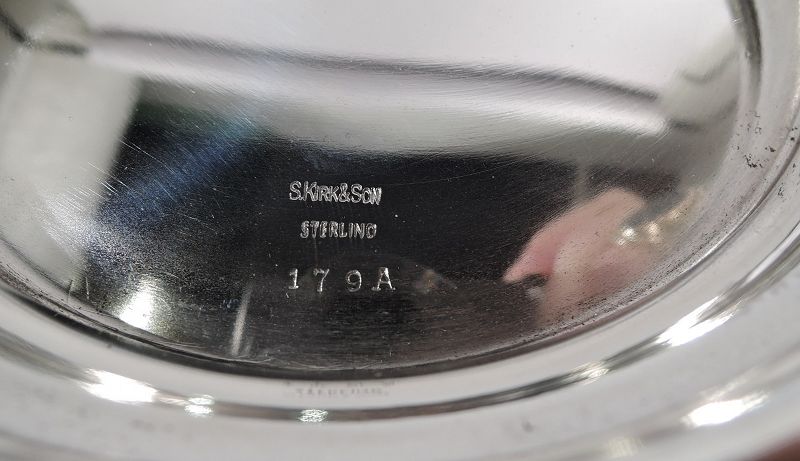 S. KIRK & SON
STERLING
179A